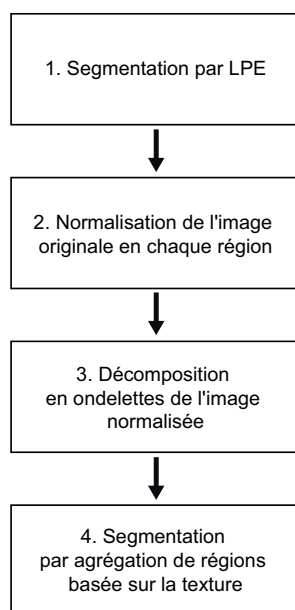 1. Segmentation par LPE
2. Normalisation de l'image
originale en chaque région
3. Décomposition
en ondelettes de l'image
normalisée
4. Segmentation
par agrégation de régions
basée sur la texture